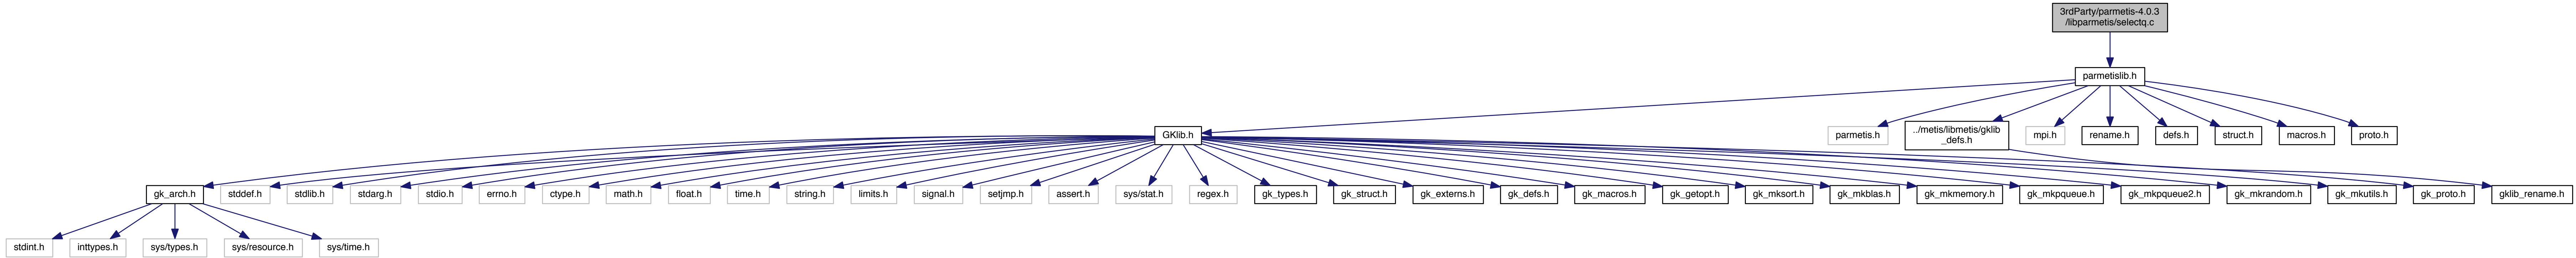 3rdParty/parmetis-4.0.3
/libparmetis/selectq.c
parmetislib.h
GKlib.h
parmetis.h
../metis/libmetis/gklib
_defs.h
mpi.h
rename.h
defs.h
struct.h
macros.h
proto.h
gk_arch.h
stddef.h
stdlib.h
stdarg.h
stdio.h
errno.h
ctype.h
math.h
float.h
time.h
string.h
limits.h
signal.h
setjmp.h
assert.h
sys/stat.h
regex.h
gk_types.h
gk_struct.h
gk_externs.h
gk_defs.h
gk_macros.h
gk_getopt.h
gk_mksort.h
gk_mkblas.h
gk_mkmemory.h
gk_mkpqueue.h
gk_mkpqueue2.h
gk_mkrandom.h
gk_mkutils.h
gk_proto.h
gklib_rename.h
stdint.h
inttypes.h
sys/types.h
sys/resource.h
sys/time.h